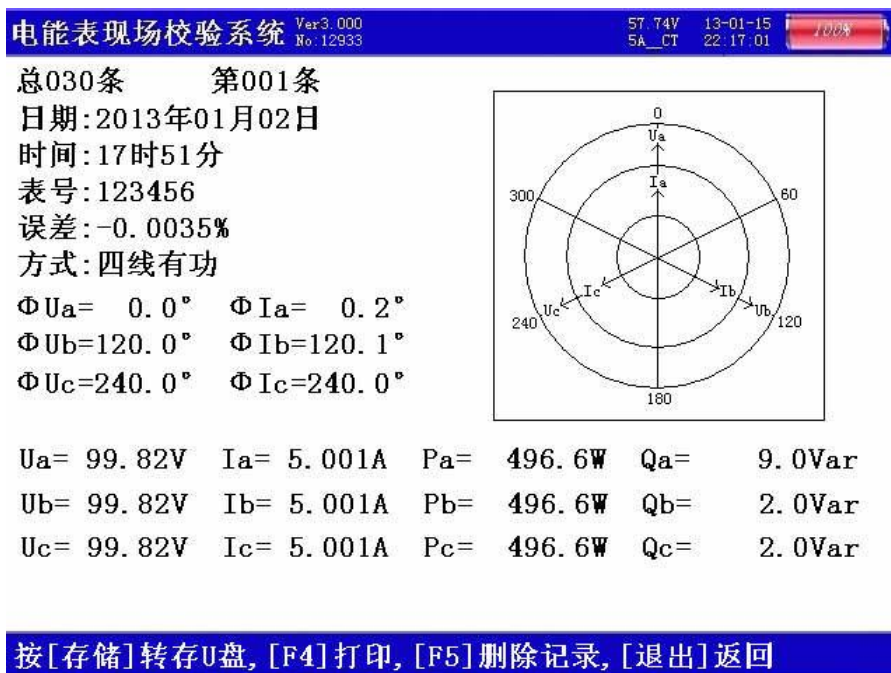 电能表现场校验系统 Ver3.000 No:12933 57.74V 5A__CT 13-01-15 22:17:01 100%
总030条 第001条
日期:2013年01月02日
时间:17时51分
表号:123456
误差:-0.0035%
方式:四线有功
ΦUa= 0.0° ΦIa= 0.2°
ΦUb=120.0° ΦIb=120.1°
ΦUc=240.0° ΦIc=240.0°
0
Ua
Ia
300
60
Ic
Ib
Uc
Ub
240
120
180
Ua= 99.82V Ia= 5.001A Pa= 496.6W Qa= 9.0Var
Ub= 99.82V Ib= 5.001A Pb= 496.6W Qb= 2.0Var
Uc= 99.82V Ic= 5.001A Pc= 496.6W Qc= 2.0Var
按[存储]转存U盘,[F4]打印,[F5]删除记录,[退出]返回